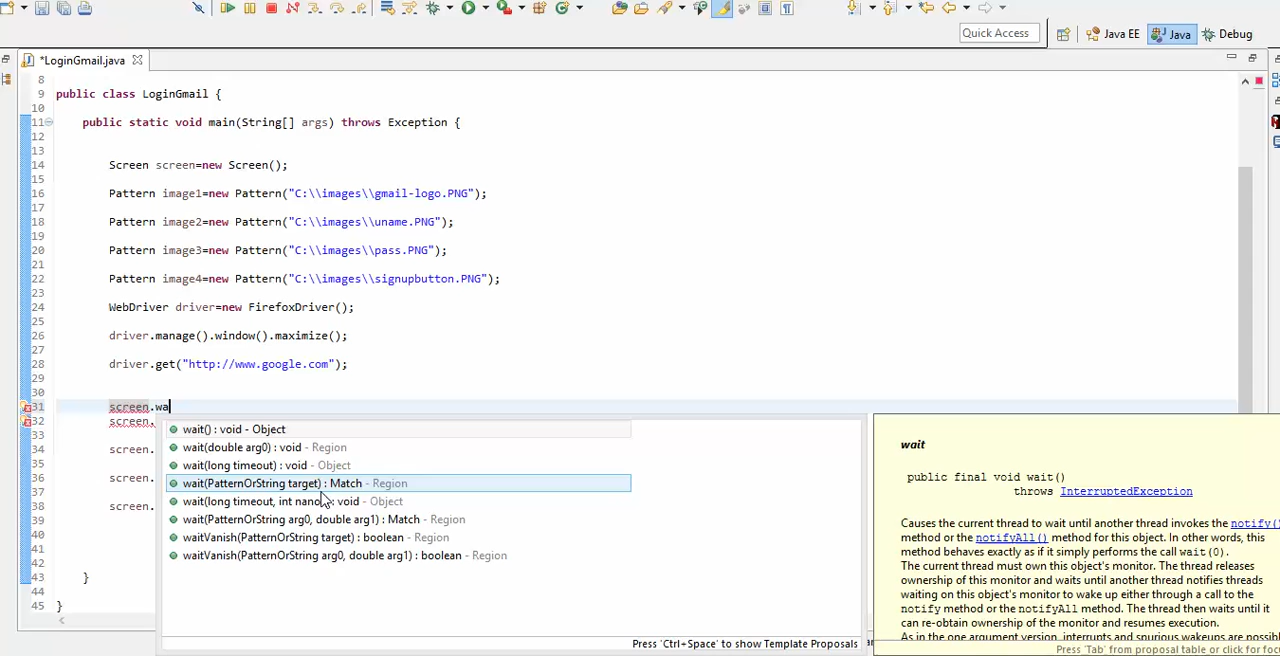 Quick Access
Java EE
Java
Debug
*LoginGmail.java
8
9 public class LoginGmail {
10
11 public static void main(String[] args) throws Exception {
12
13
14 Screen screen=new Screen();
15
16 Pattern image1=new Pattern("C:\\images\\gmail-logo.PNG");
17
18 Pattern image2=new Pattern("C:\\images\\uname.PNG");
19
20 Pattern image3=new Pattern("C:\\images\\pass.PNG");
21
22 Pattern image4=new Pattern("C:\\images\\signupbutton.PNG");
23
24 WebDriver driver=new FirefoxDriver();
25
26 driver.manage().window().maximize();
27
28 driver.get("http://www.google.com");
29
30
31 screen.wa
32 screen.
33
34 screen.
35
36 screen.
37
38 screen.
39
40
41
42
43 }
44
45 }
wait() : void - Object
wait(double arg0) : void - Region
wait(long timeout) : void - Object
wait(PatternOrString target) : Match - Region
wait(long timeout, int nanos) : void - Object
wait(PatternOrString arg0, double arg1) : Match - Region
waitVanish(PatternOrString target) : boolean - Region
waitVanish(PatternOrString arg0, double arg1) : boolean - Region
Press 'Ctrl+Space' to show Template Proposals
wait
public final void wait()
throws InterruptedException
Causes the current thread to wait until another thread invokes the notify()
method or the notifyAll() method for this object. In other words, this
method behaves exactly as if it simply performs the call wait(0).
The current thread must own this object's monitor. The thread releases
ownership of this monitor and waits until another thread notifies threads
waiting on this object's monitor to wake up either through a call to the
notify method or the notifyAll method. The thread then waits until it
can re-obtain ownership of the monitor and resumes execution.
As in the one argument version, interrupts and spurious wakeups are
Press 'Tab' from proposal table or click for